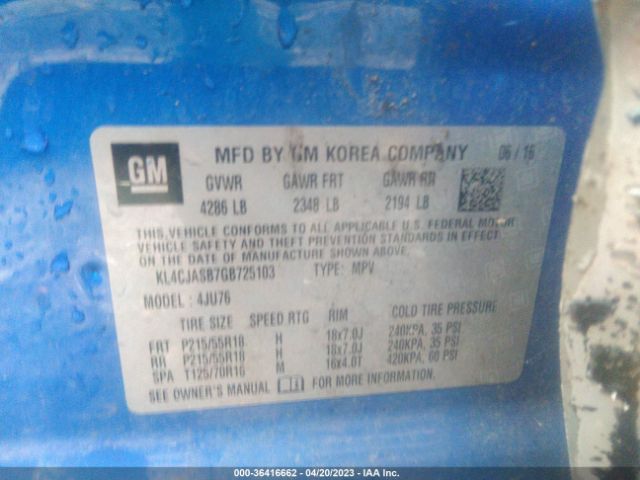 GM
MFD BY GM KOREA COMPANY 06/16
GVWR GAWR FRT GAWR RR
4286 LB 2348 LB 2194 LB
THIS VEHICLE CONFORMS TO ALL APPLICABLE U.S. FEDERAL MOTOR
VEHICLE SAFETY AND THEFT PREVENTION STANDARDS IN EFFECT
ON THE DATE OF MANUFACTURE SHOWN ABOVE.
KL4CJASB7GB725103 TYPE: MPV
MODEL: 4JU76
TIRE SIZE SPEED RTG RIM COLD TIRE PRESSURE
FRT P215/55R18 H 18x7.0J 240KPA, 35 PSI
RR P215/55R18 H 18x7.0J 240KPA, 35 PSI
SPA T125/70R16 M 16x4.0T 420KPA, 60 PSI
SEE OWNER'S MANUAL FOR MORE INFORMATION.
000-36416662 - 04/20/2023 - IAA Inc.